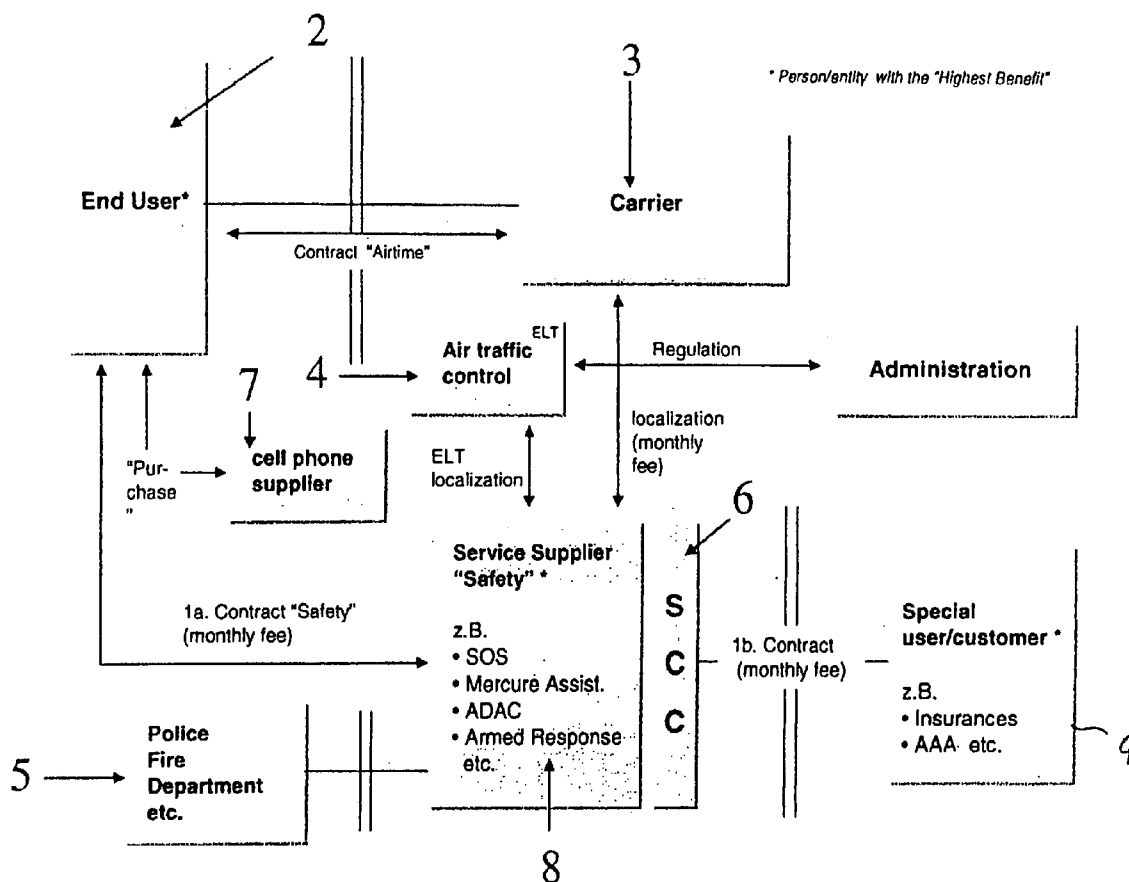 2
3
* Person/entity with the "Highest Benefit"
End User*
Carrier
Contract "Airtime"
ELT
Air traffic
control
Regulation
Administration
4
7
localization
(monthly
fee)
"Pur-
chase
"
cell phone
supplier
ELT
localization
6
Service Supplier
"Safety" *
z.B.
• SOS
• Mercure Assist.
• ADAC
• Armed Response
etc.
S
C
C
1a. Contract "Safety"
(monthly fee)
1b. Contract
(monthly fee)
Special
user/customer *
z.B.
• Insurances
• AAA etc.
9
5
Police
Fire
Department
etc.
8